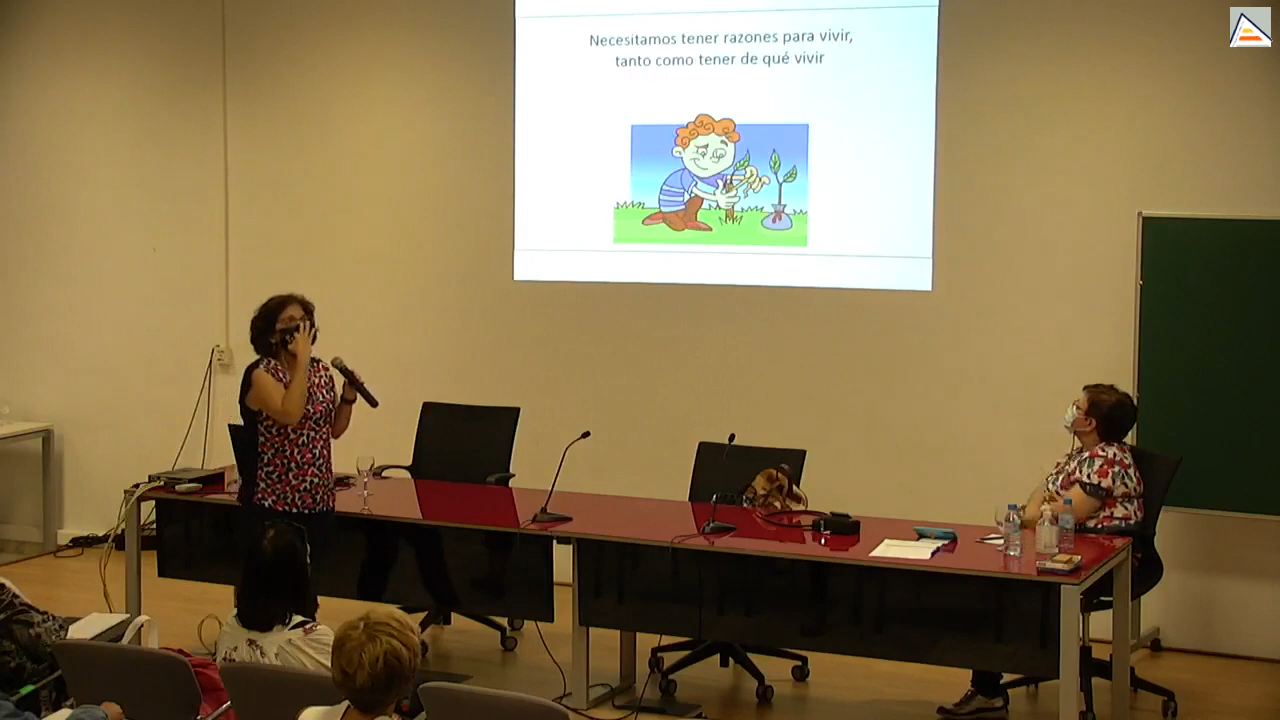 Necesitamos tener razones para vivir,
tanto como tener de qué vivir